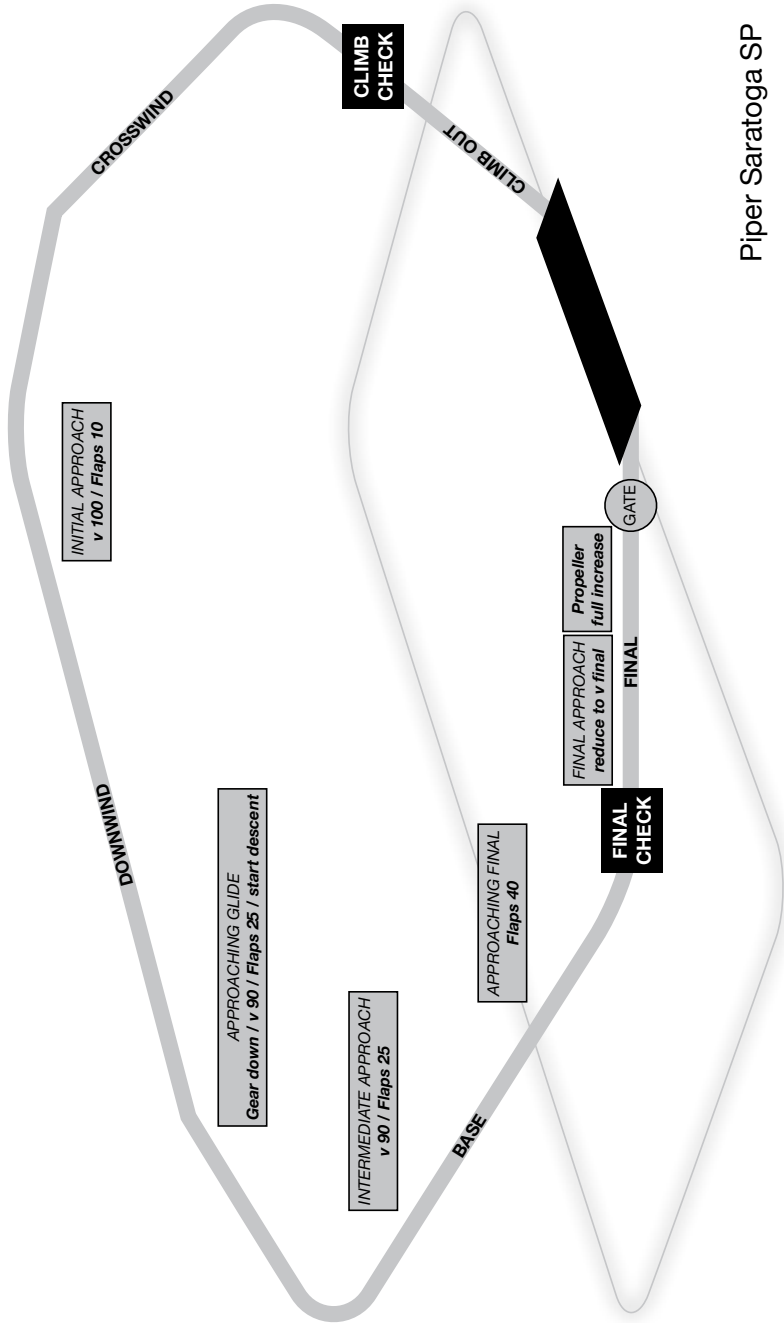 CLIMB
CHECK
CLIMB OUT
CROSSWIND
INITIAL APPROACH
v 100 / Flaps 10
DOWNWIND
APPROACHING GLIDE
Gear down / v 90 / Flaps 25 / start descent
INTERMEDIATE APPROACH
v 90 / Flaps 25
BASE
APPROACHING FINAL
Flaps 40
FINAL
CHECK
FINAL APPROACH
reduce to v final
FINAL
Propeller
full increase
GATE
Piper Saratoga SP